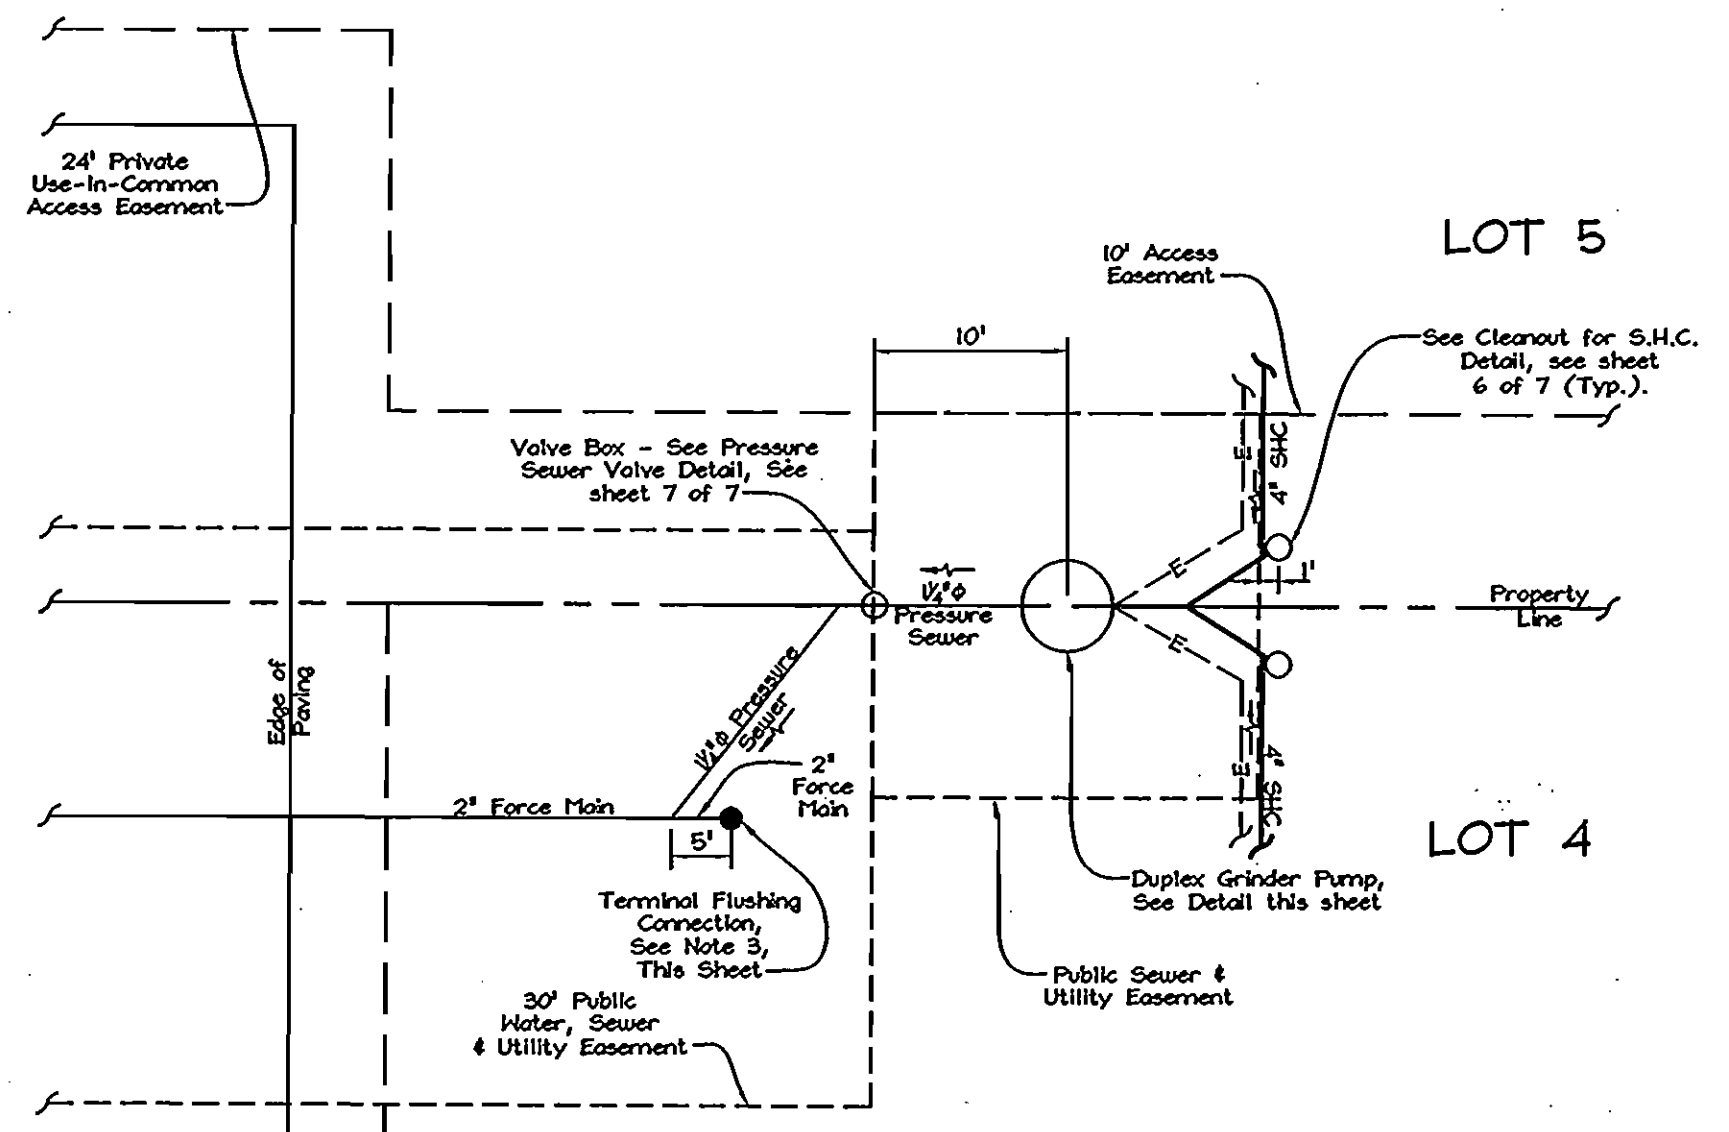 24' Private
Use-In-Common
Access Easement
LOT 5
10' Access
Easement
10'
See Cleanout for S.H.C.
Detail, see sheet
6 of 7 (Typ.).
Valve Box - See Pressure
Sewer Valve Detail, See
sheet 7 of 7
E
4" SHC
E
1'
1¼"ϕ
Pressure
Sewer
Property
Line
E
Edge of
Paving
1¼"ϕ Pressure
Sewer
2"
Force
Main
E
4" SHC
2" Force Main
5'
LOT 4
Duplex Grinder Pump,
See Detail this sheet
Terminal Flushing
Connection,
See Note 3,
This Sheet
Public Sewer &
Utility Easement
30' Public
Water, Sewer
& Utility Easement